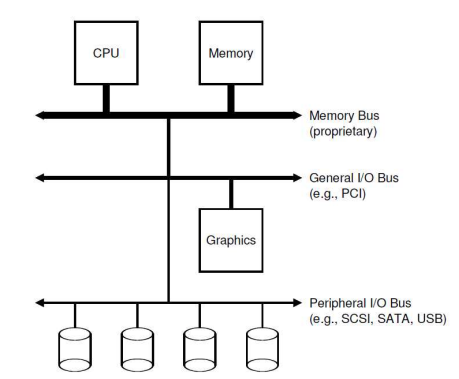 CPU
Memory
Memory Bus
(proprietary)
General I/O Bus
(e.g., PCI)
Graphics
Peripheral I/O Bus
(e.g., SCSI, SATA, USB)